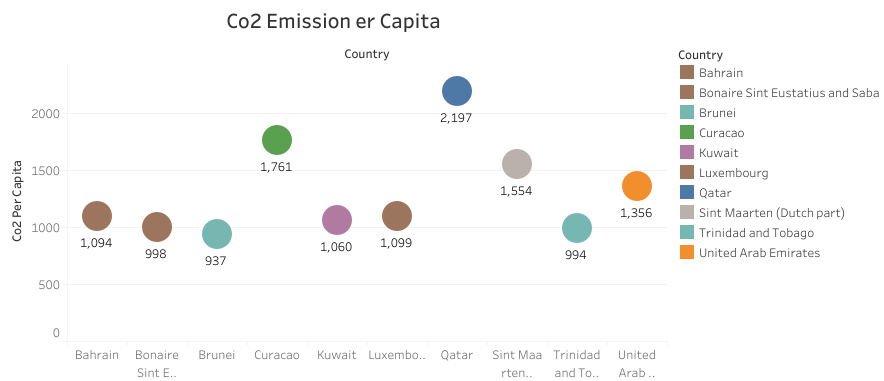 Co2 Emission er Capita
Country
Co2 Per Capita
2000
1500
1000
500
0
1,094
998
937
1,761
1,060
1,099
2,197
1,554
994
1,356
Bahrain
Bonaire
Sint E..
Brunei
Curacao
Kuwait
Luxembo..
Qatar
Sint Maa
rten..
Trinidad
and To..
United
Arab ..
Country
Bahrain
Bonaire Sint Eustatius and Saba
Brunei
Curacao
Kuwait
Luxembourg
Qatar
Sint Maarten (Dutch part)
Trinidad and Tobago
United Arab Emirates